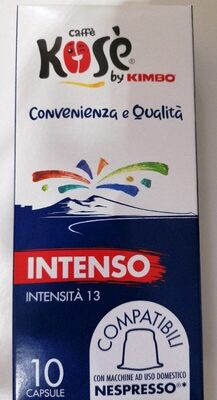 caffè
Kosè®
by KIMBO®
Convenienza e Qualità
INTENSO
INTENSITÀ 13
COMPATIBILI
CON MACCHINE AD USO DOMESTICO
NESPRESSO®*
10
CAPSULE